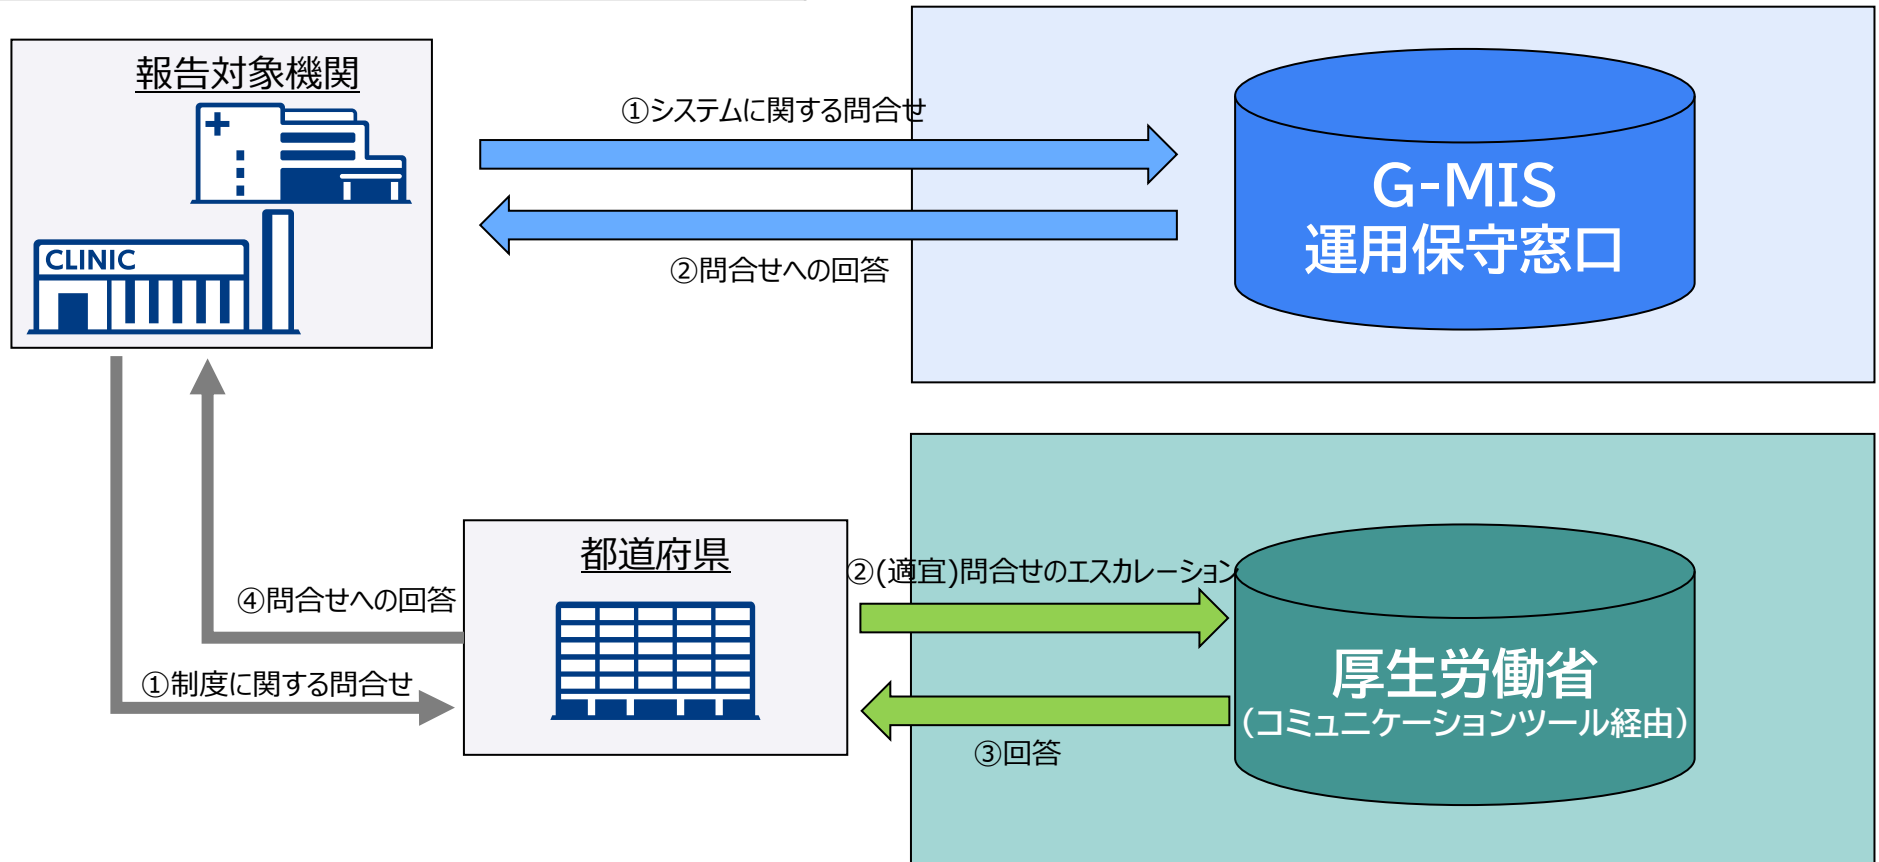 報告対象機関
CLINIC
①システムに関する問合せ
②問合せへの回答
G-MIS
運用保守窓口
都道府県
④問合せへの回答
①制度に関する問合せ
②(適宜)問合せのエスカレーション
③回答
厚生労働省
(コミュニケーションツール経由)